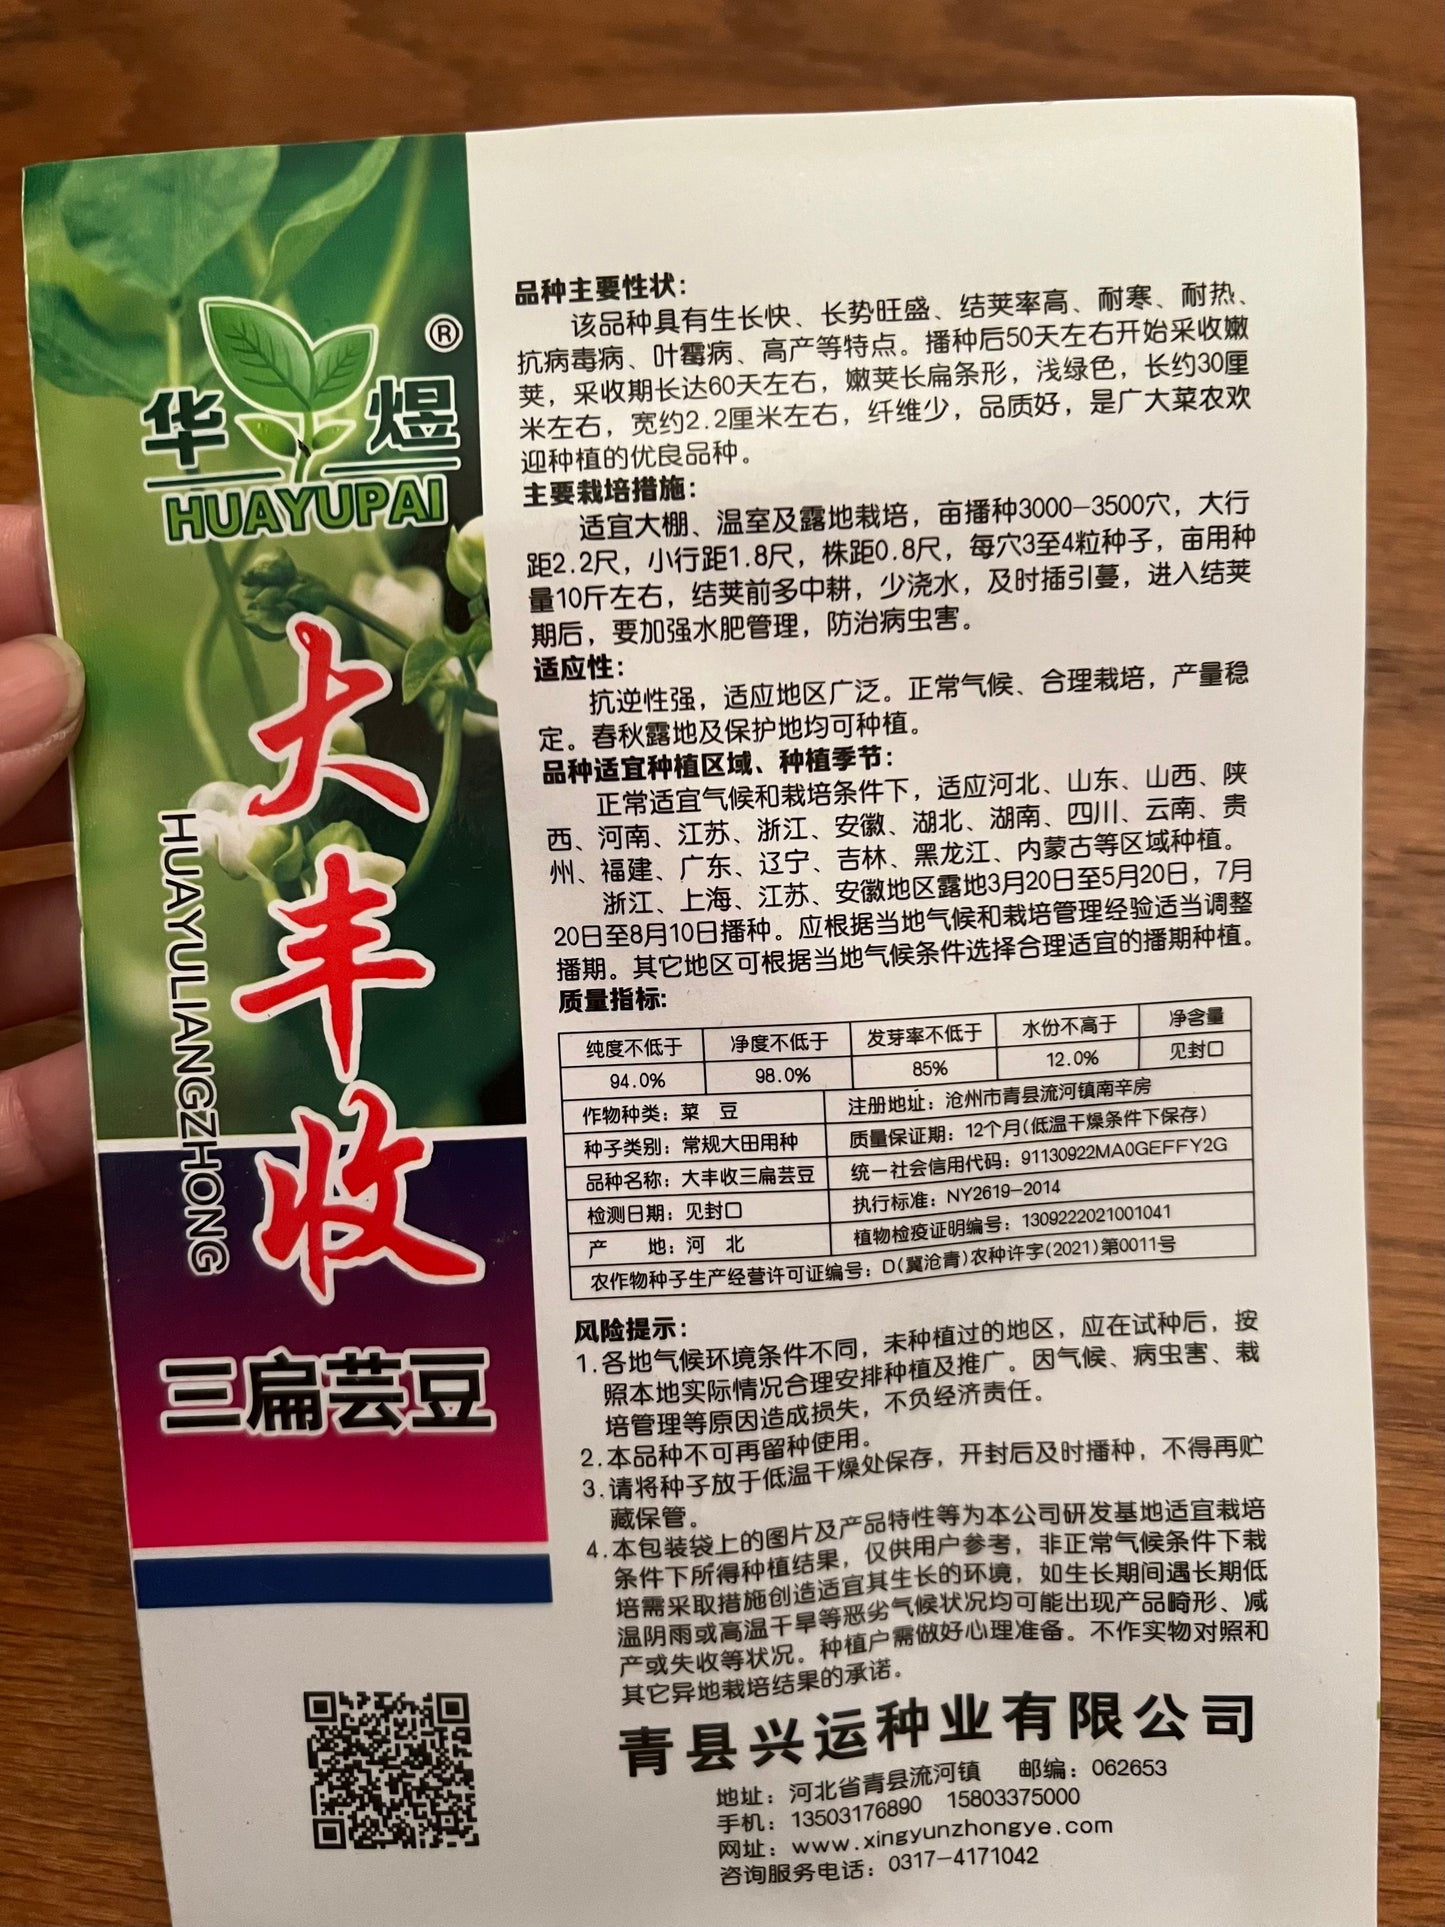 华煜
®
HUAYUPAI
大丰收
HUAYULIANGZHONG
三扁芸豆
品种主要性状：
该品种具有生长快、长势旺盛、结荚率高、耐寒、耐热、
抗病毒病、叶霉病、高产等特点。播种后50天左右开始采收嫩
荚，采收期长达60天左右，嫩荚长扁条形，浅绿色，长约30厘
米左右，宽约2.2厘米左右，纤维少，品质好，是广大菜农欢
迎种植的优良品种。
主要栽培措施：
适宜大棚、温室及露地栽培，亩播种3000-3500穴，大行
距2.2尺，小行距1.8尺，株距0.8尺，每穴3至4粒种子，亩用种
量10斤左右，结荚前多中耕，少浇水，及时插引蔓，进入结荚
期后，要加强水肥管理，防治病虫害。
适应性：
抗逆性强，适应地区广泛。正常气候、合理栽培，产量稳
定。春秋露地及保护地均可种植。
品种适宜种植区域、种植季节：
正常适宜气候和栽培条件下，适应河北、山东、山西、陕
西、河南、江苏、浙江、安徽、湖北、湖南、四川、云南、贵
州、福建、广东、辽宁、吉林、黑龙江、内蒙古等区域种植。
浙江、上海、江苏、安徽地区露地3月20日至5月20日，7月
20日至8月10日播种。应根据当地气候和栽培管理经验适当调整
播期。其它地区可根据当地气候条件选择合理适宜的播期种植。
质量指标：
纯度不低于 净度不低于 发芽率不低于 水份不高于 净含量
94.0% 98.0% 85% 12.0% 见封口
作物种类：菜 豆 注册地址：沧州市青县流河镇南辛房
种子类别：常规大田用种 质量保证期：12个月(低温干燥条件下保存)
品种名称：大丰收三扁芸豆 统一社会信用代码：91130922MA0GEFFY2G
检测日期：见封口 执行标准：NY2619-2014
产 地：河 北 植物检疫证明编号：1309222021001041
农作物种子生产经营许可证编号：D(冀沧青)农种许字(2021)第0011号
风险提示：
1.各地气候环境条件不同，未种植过的地区，应在试种后，按
照本地实际情况合理安排种植及推广。因气候、病虫害、栽
培管理等原因造成损失，不负经济责任。
2.本品种不可再留种使用。
3.请将种子放于低温干燥处保存，开封后及时播种，不得再贮
藏保管。
4.本包装袋上的图片及产品特性等为本公司研发基地适宜栽培
条件下所得种植结果，仅供用户参考，非正常气候条件下栽
培需采取措施创造适宜其生长的环境，如生长期间遇长期低
温阴雨或高温干旱等恶劣气候状况均可能出现产品畸形、减
产或失收等状况。种植户需做好心理准备。不作实物对照和
其它异地栽培结果的承诺。
青县兴运种业有限公司
地址：河北省青县流河镇 邮编：062653
手机：13503176890 15803375000
网址：www.xingyunzhongye.com
咨询服务电话：0317-4171042